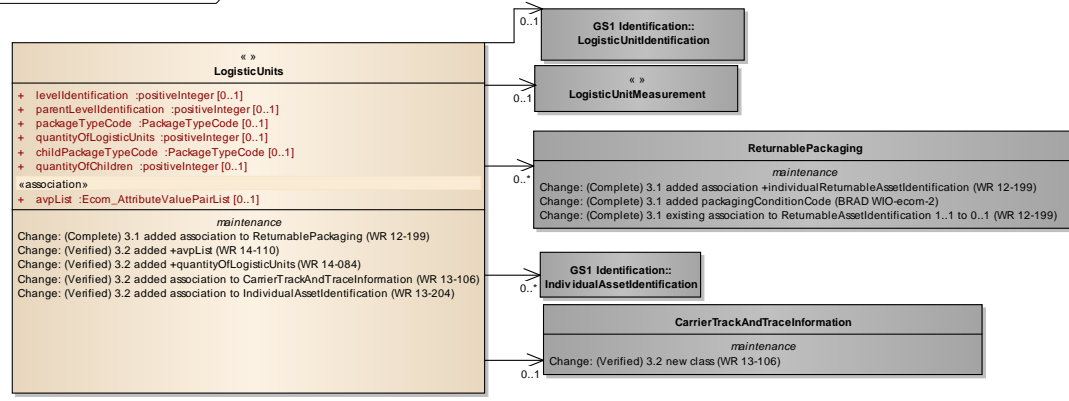 « »
LogisticUnits
+ levelIdentification :positiveInteger [0..1]
+ parentLevelIdentification :positiveInteger [0..1]
+ packageTypeCode :PackageTypeCode [0..1]
+ quantityOfLogisticUnits :positiveInteger [0..1]
+ childPackageTypeCode :PackageTypeCode [0..1]
+ quantityOfChildren :positiveInteger [0..1]
«association»
+ avpList :Ecom_AttributeValuePairList [0..1]
maintenance
Change: (Complete) 3.1 added association to ReturnablePackaging (WR 12-199)
Change: (Verified) 3.2 added +avpList (WR 14-110)
Change: (Verified) 3.2 added +quantityOfLogisticUnits (WR 14-084)
Change: (Verified) 3.2 added association to CarrierTrackAndTraceInformation (WR 13-106)
Change: (Verified) 3.2 added association to IndividualAssetIdentification (WR 13-204)
0..1
GS1 Identification::
LogisticUnitIdentification
0..1
« »
LogisticUnitMeasurement
0..*
ReturnablePackaging
maintenance
Change: (Complete) 3.1 added association +individualReturnableAssetIdentification (WR 12-199)
Change: (Complete) 3.1 added packagingConditionCode (BRAD WIO-ecom-2)
Change: (Complete) 3.1 existing association to ReturnableAssetIdentification 1..1 to 0..1 (WR 12-199)
0..*
GS1 Identification::
IndividualAssetIdentification
0..1
CarrierTrackAndTraceInformation
maintenance
Change: (Verified) 3.2 new class (WR 13-106)